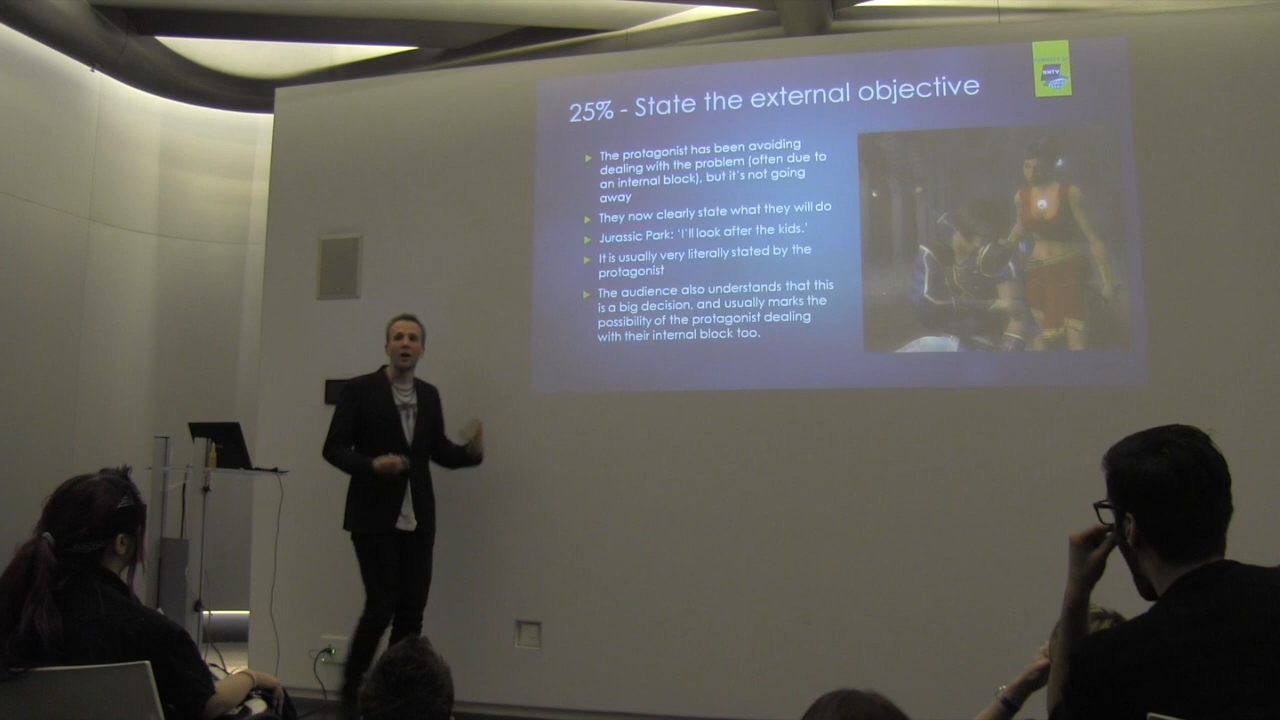 25% - State the external objective
The protagonist has been avoiding
dealing with the problem (often due to
an internal block), but it's not going
away
They now clearly state what they will do
Jurassic Park: 'I'll look after the kids.'
It is usually very literally stated by the
protagonist
The audience also understands that this
is a big decision, and usually marks the
possibility of the protagonist dealing
with their internal block too.